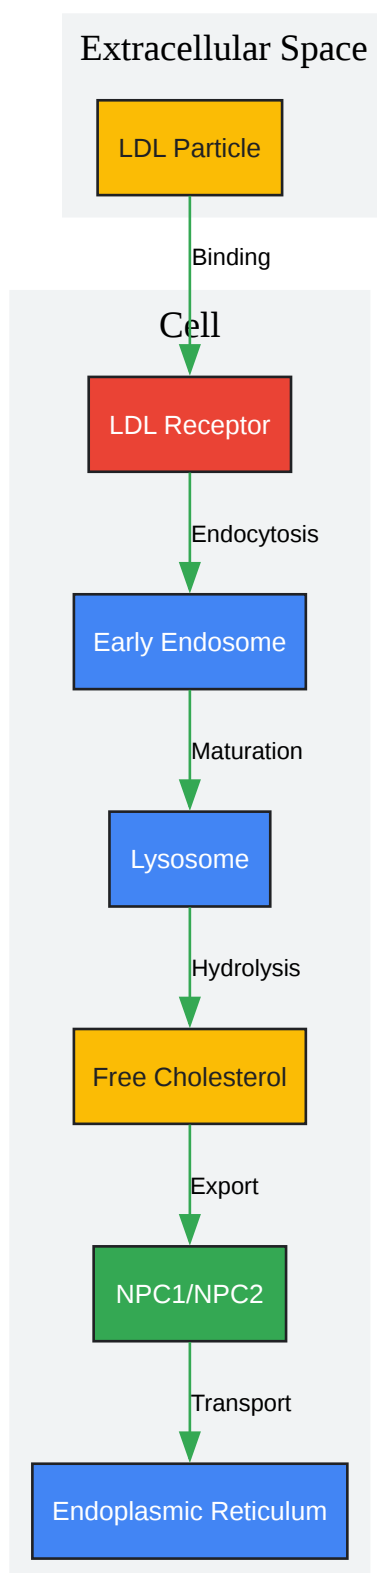 Extracellular Space
LDL Particle
Binding
Cell
LDL Receptor
Endocytosis
Early Endosome
Maturation
Lysosome
Hydrolysis
Free Cholesterol
Export
NPC1/NPC2
Transport
Endoplasmic Reticulum